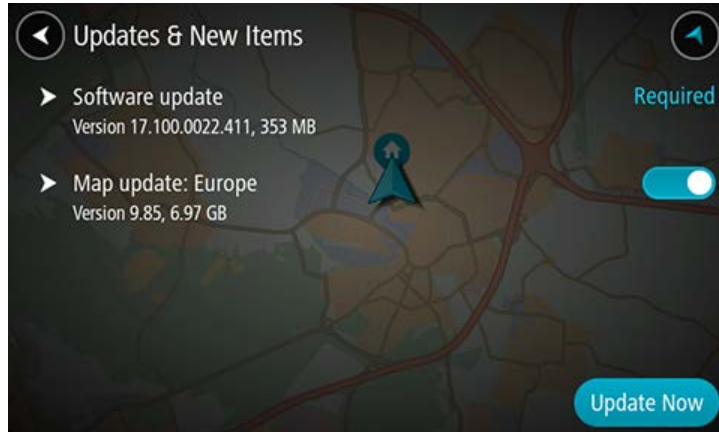 Updates & New Items
Software update
Required
Version 17.100.0022.411, 353 MB
Map update: Europe
Version 9.85, 6.97 GB
Update Now